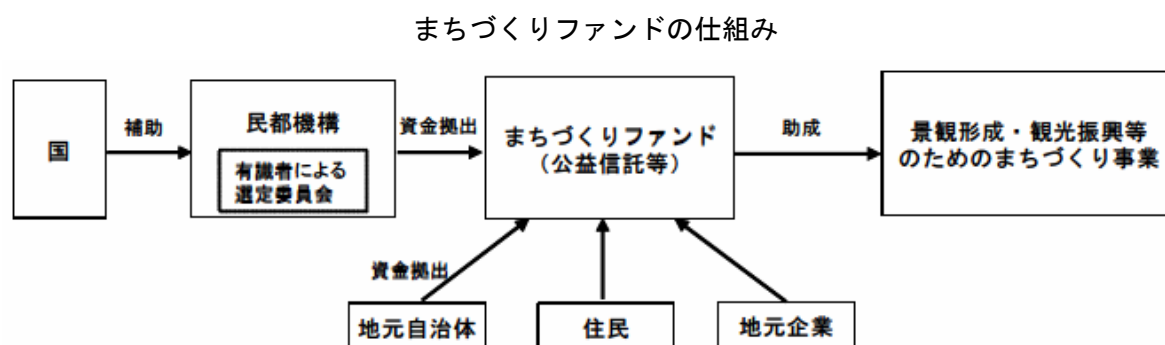 まちづくりファンドの仕組み
国
補助
民都機構
有識者による
選定委員会
資金拠出
まちづくりファンド
（公益信託等）
助成
景観形成・観光振興等
のためのまちづくり事業
資金拠出
地元自治体
住民
地元企業